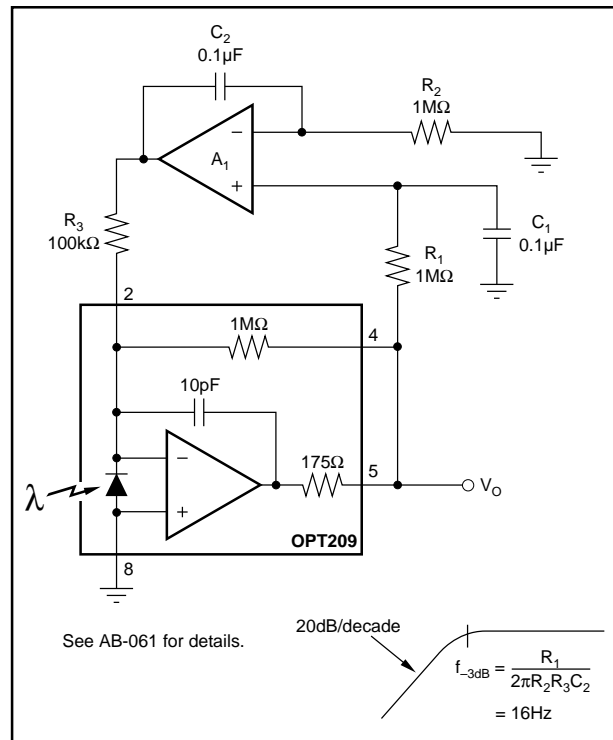 C2
0.1µF
R2
1MΩ
–
A1
+
R3
100kΩ
R1
1MΩ
C1
0.1µF
2
1MΩ
4
10pF
λ
–
+
175Ω
5
VO
OPT209
8
See AB-061 for details.
20dB/decade
f–3dB = R1 / 2πR2R3C2
= 16Hz